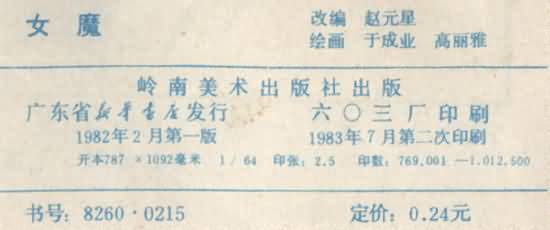 女 魔
改编 赵元星
绘画 于成业 高丽雅
岭南美术出版社出版
广东省新华书店发行 六〇三厂印刷
1982年2月第一版 1983年7月第二次印刷
开本787×1092毫米 1/64 印张:2.5 印数:769,001—1,012,500
书号:8260·0215 定价:0.24元